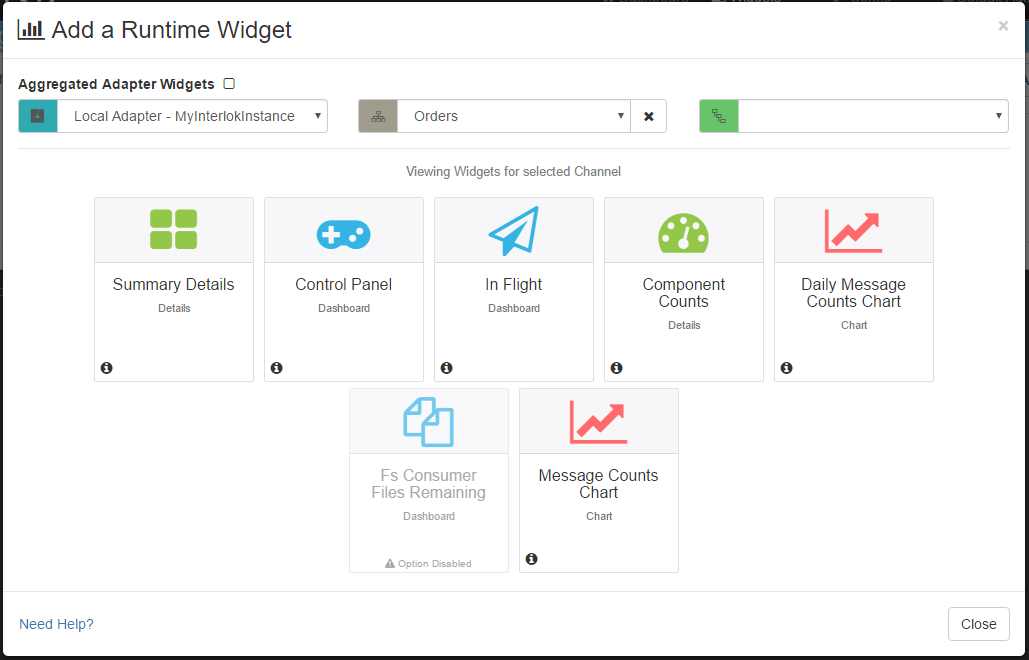 Add a Runtime Widget
×
Aggregated Adapter Widgets
Local Adapter - MyInterlokInstance
Orders
Viewing Widgets for selected Channel
Summary Details
Details
Control Panel
Dashboard
In Flight
Dashboard
Component
Counts
Details
Daily Message
Counts Chart
Chart
Fs Consumer
Files Remaining
Dashboard
Option Disabled
Message Counts
Chart
Chart
Need Help?
Close